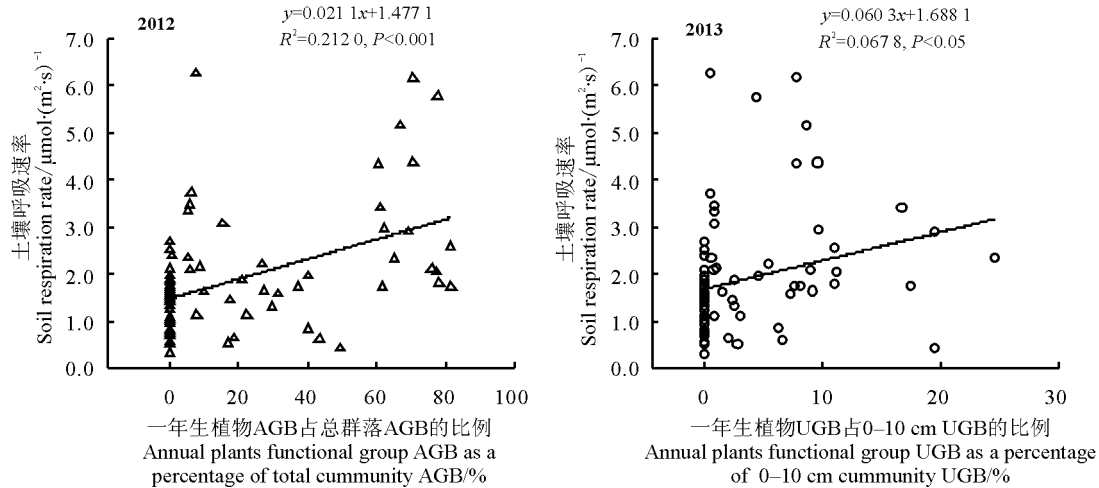 2012
y=0.021 1x+1.477 1
R²=0.212 0, P<0.001
7.0
6.0
5.0
4.0
3.0
2.0
1.0
0.0
土壤呼吸速率
Soil respiration rate/μmol·(m²·s)⁻¹
0
20
40
60
80
100
一年生植物AGB占总群落AGB的比例
Annual plants functional group AGB as a
percentage of total cummunity AGB/%
2013
y=0.060 3x+1.688 1
R²=0.067 8, P<0.05
7.0
6.0
5.0
4.0
3.0
2.0
1.0
0.0
土壤呼吸速率
Soil respiration rate/μmol·(m²·s)⁻¹
0
10
20
30
一年生植物UGB占0–10 cm UGB的比例
Annual plants functional group UGB as a percentage
of 0–10 cm cummunity UGB/%